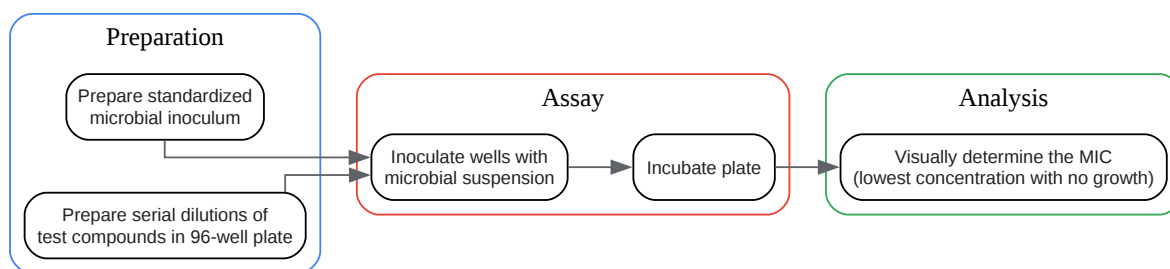 Preparation
Prepare standardized
microbial inoculum
Prepare serial dilutions of
test compounds in 96-well plate
Assay
Inoculate wells with
microbial suspension
Incubate plate
Analysis
Visually determine the MIC
(lowest concentration with no growth)